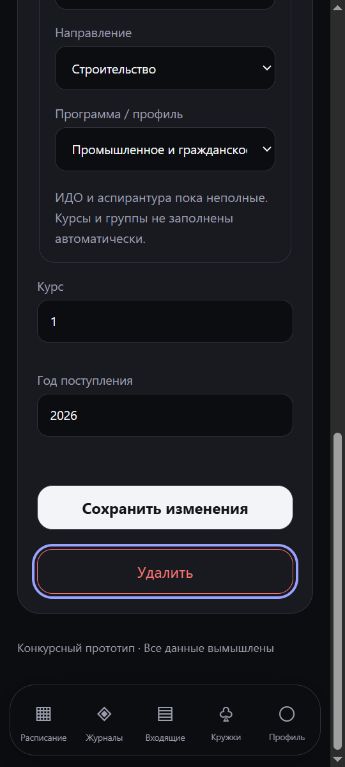 Направление
Строительство
Программа / профиль
Промышленное и гражданско
ИДО и аспирантура пока неполные.
Курсы и группы не заполнены
автоматически.
Курс
1
Год поступления
2026
Сохранить изменения
Удалить
Конкурсный прототип · Все данные вымышлены
Расписание
Журналы
Входящие
Кружки
Профиль